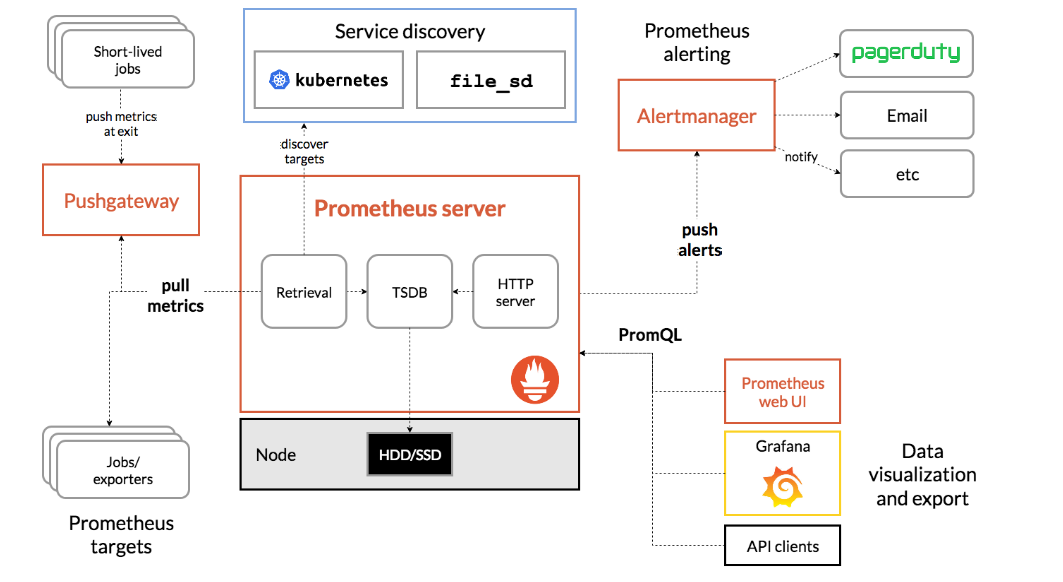 Short-lived
jobs
push metrics
at exit
Pushgateway
pull
metrics
Jobs/
exporters
Prometheus
targets
Service discovery
kubernetes
file_sd
discover
targets
Prometheus server
Retrieval
TSDB
HTTP
server
Node
HDD/SSD
Prometheus
alerting
Alertmanager
pagerduty
Email
etc
notify
push
alerts
PromQL
Prometheus
web UI
Grafana
API clients
Data
visualization
and export